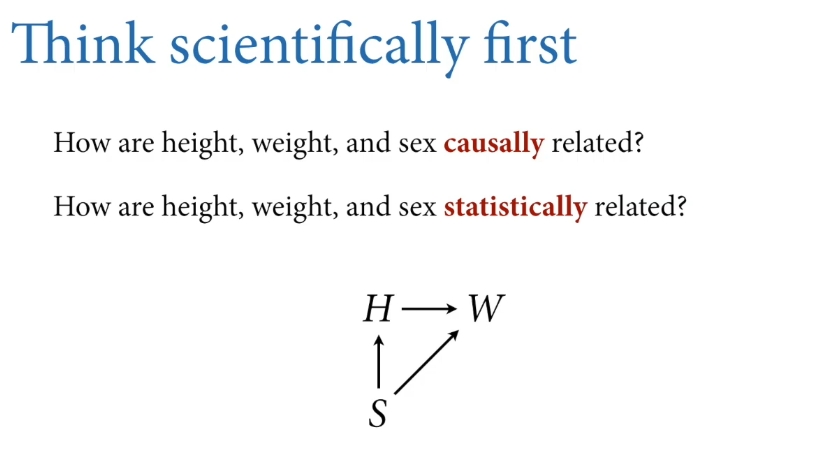 Think scientifically first
How are height, weight, and sex causally related?
How are height, weight, and sex statistically related?
H W
S